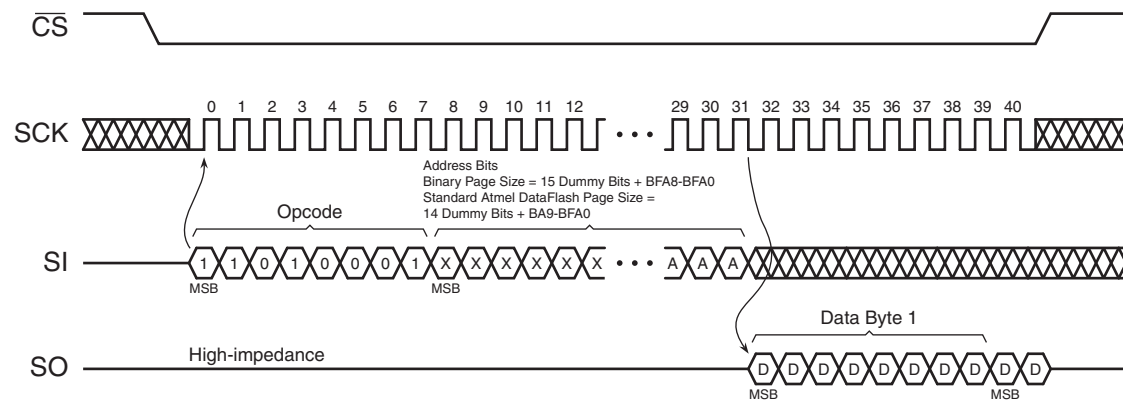 CS
0 1 2 3 4 5 6 7 8 9 10 11 12 29 30 31 32 33 34 35 36 37 38 39 40
SCK
Address Bits
Binary Page Size = 15 Dummy Bits + BFA8-BFA0
Standard Atmel DataFlash Page Size =
14 Dummy Bits + BA9-BFA0
Opcode
SI 1 1 0 1 0 0 0 1 X X X X X X A A A
MSB MSB
Data Byte 1
High-impedance
SO D D D D D D D D D D
MSB MSB